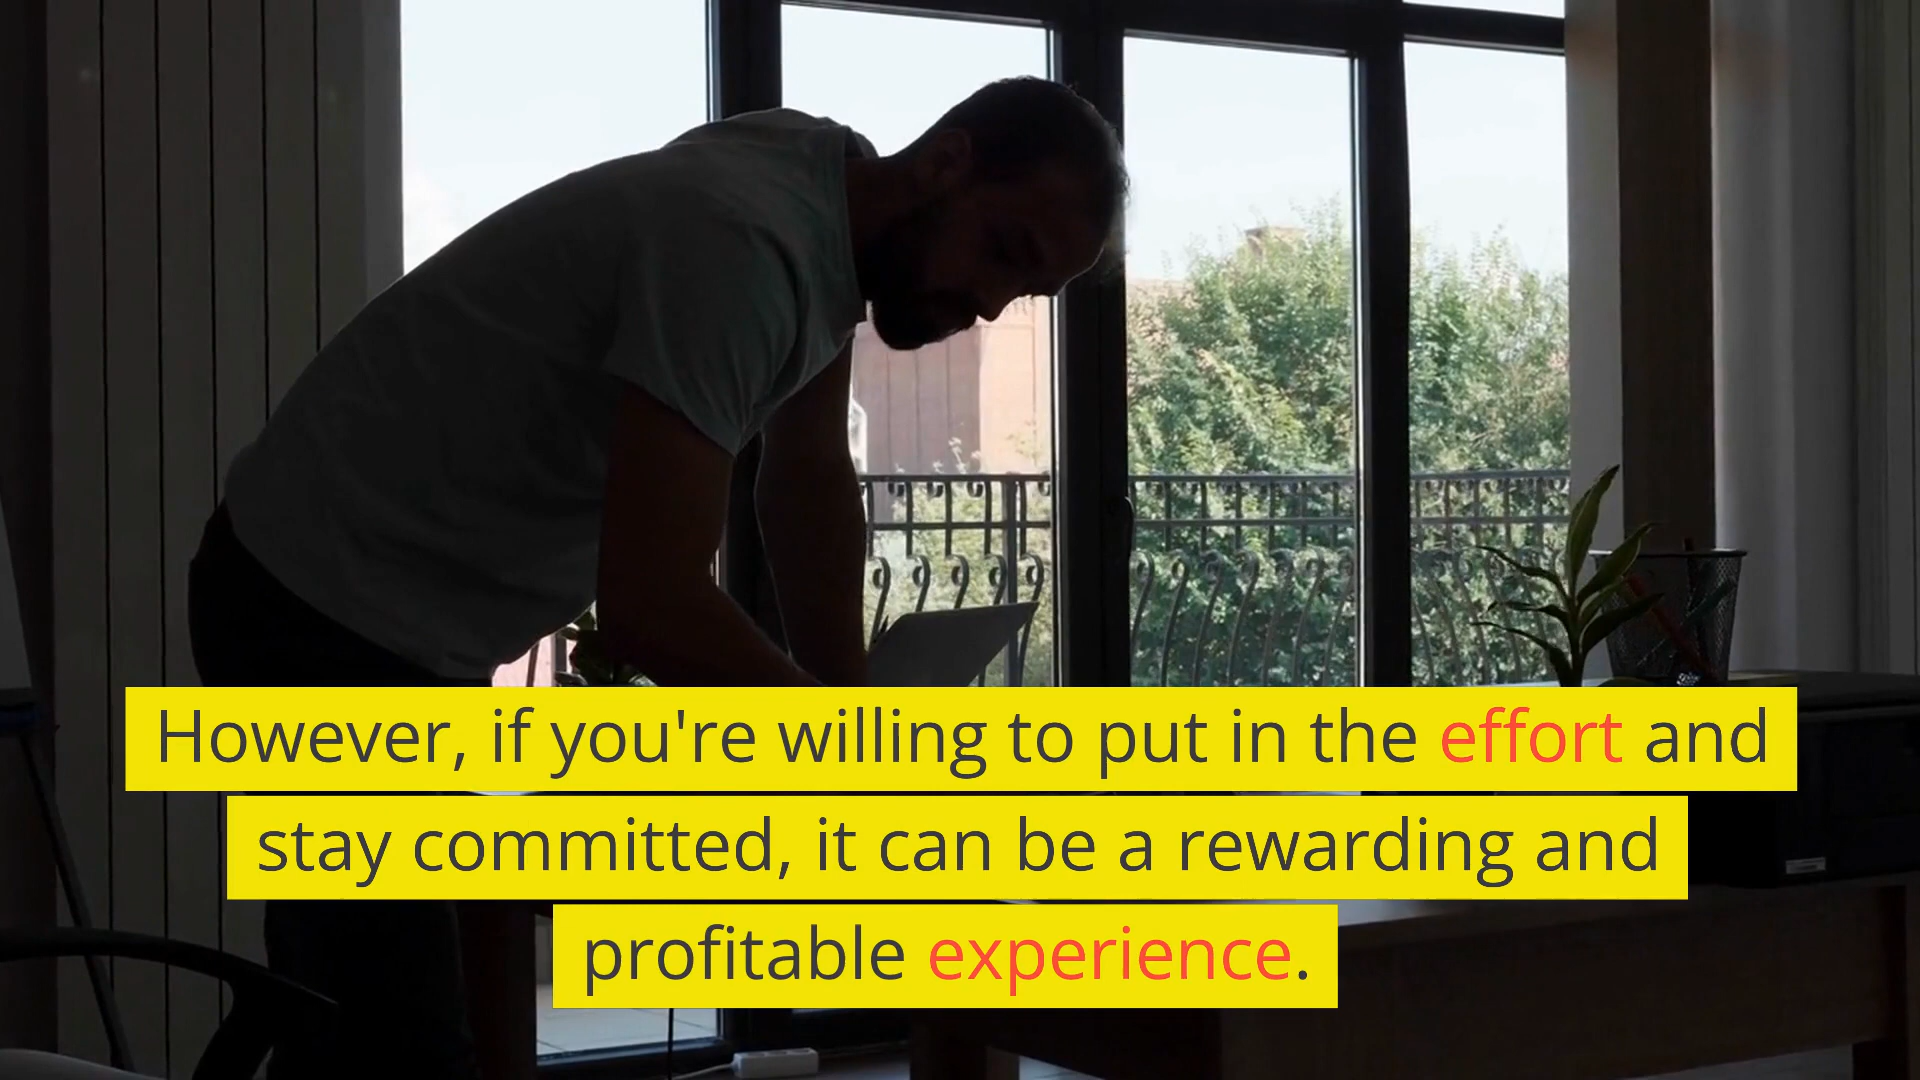 However, if you're willing to put in the effort and
stay committed, it can be a rewarding and
profitable experience.